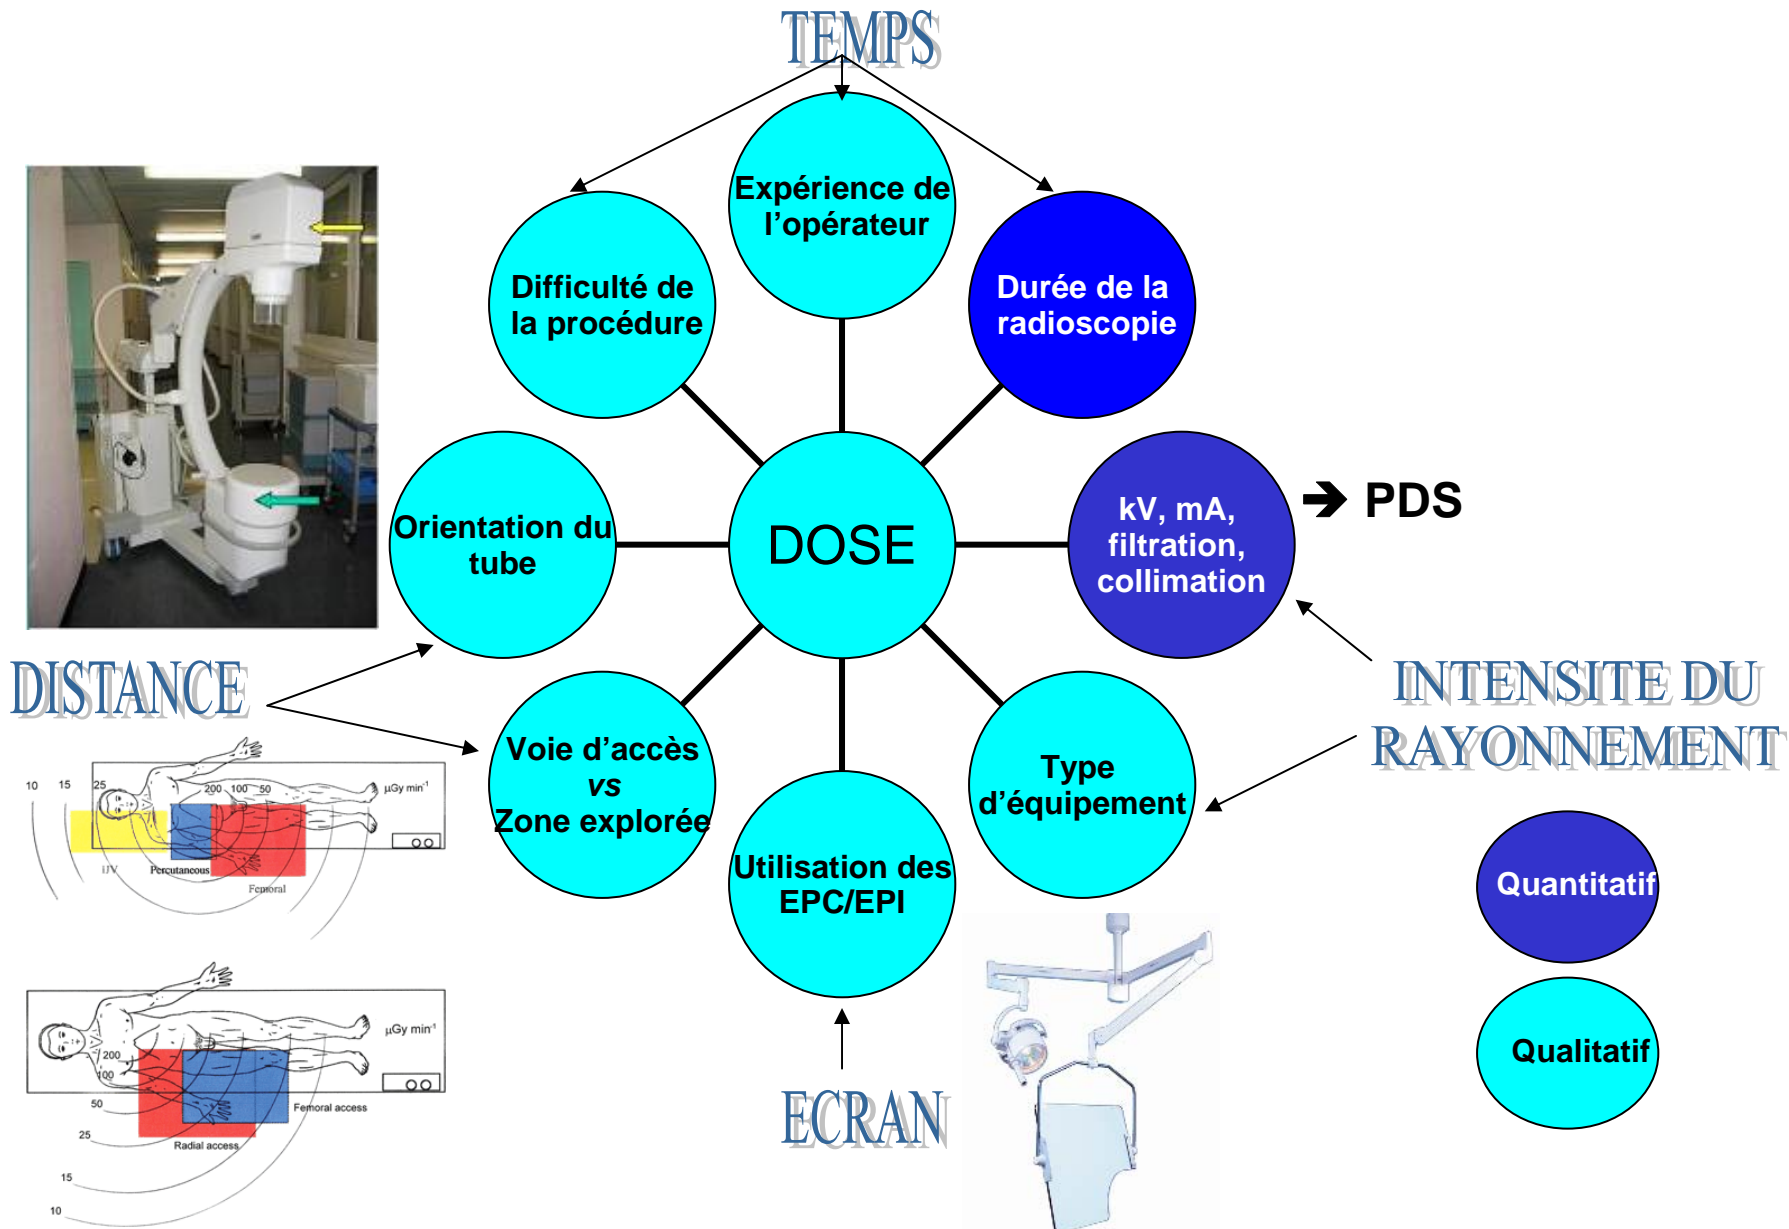 TEMPS
Expérience de
l’opérateur
Difficulté de
la procédure
Durée de la
radioscopie
Orientation du
tube
DOSE
kV, mA,
filtration,
collimation
➔ PDS
DISTANCE
INTENSITE DU
RAYONNEMENT
Voie d’accès
vs
Zone explorée
Type
d’équipement
Utilisation des
EPC/EPI
ECRAN
Quantitatif
Qualitatif
10 15 25 200 100 50 µGy min⁻¹
IJV Percutaneous
Femoral
µGy min⁻¹
200
100
50
25
15
10
Femoral access
Radial access